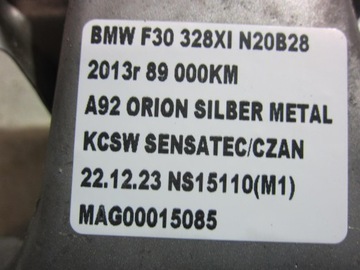 BMW F30 328XI N20B28
2013r 89 000KM
A92 ORION SILBER METAL
KCSW SENSATEC/CZAN
22.12.23 NS15110(M1)
MAG00015085